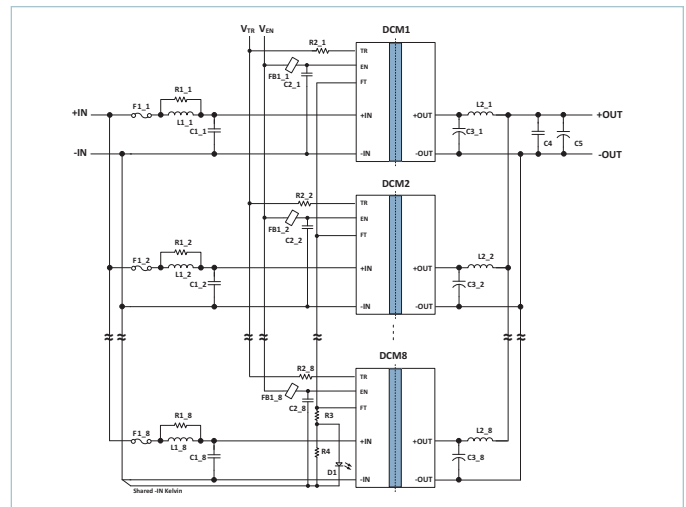 VTR VEN
DCM1
R2_1
TR
EN
FB1_1
C2_1
FT
R1_1
+IN
F1_1
L1_1
C1_1
+IN
+OUT
L2_1
+OUT
C3_1
C4
C5
-IN
-IN
-OUT
-OUT
DCM2
R2_2
TR
EN
FB1_2
C2_2
FT
R1_2
F1_2
L1_2
C1_2
+IN
+OUT
L2_2
C3_2
-IN
-OUT
DCM8
R2_8
TR
EN
FB1_8
C2_8
FT
R3
R1_8
F1_8
L1_8
C1_8
R4
D1
+IN
+OUT
L2_8
C3_8
-IN
-OUT
Shared -IN Kelvin